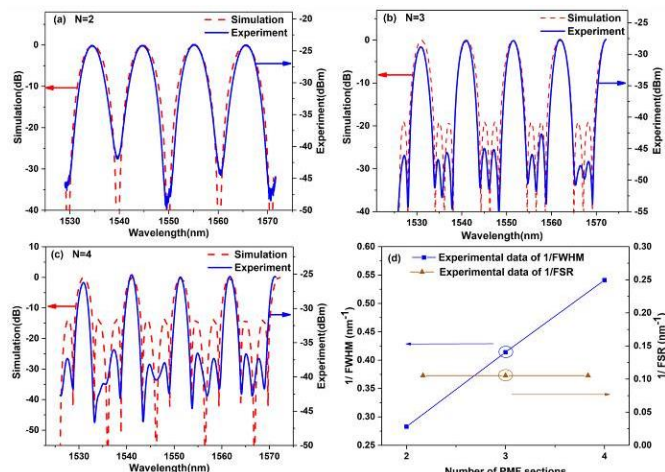 (a) N=2
Simulation
Experiment
Simulation(dB)
0
-10
-20
-30
-40
Experiment(dBm)
-20
-25
-30
-35
-40
-45
-50
1530
1540
1550
1560
1570
Wavelength(nm)
(b) N=3
Simulation
Experiment
Simulation(dB)
0
-10
-20
-30
-40
Experiment(dBm)
-25
-30
-35
-40
-45
-50
-55
1530
1540
1550
1560
1570
Wavelength(nm)
(c) N=4
Simulation
Experiment
Simulation(dB)
10
0
-10
-20
-30
-40
-50
Experiment(dBm)
-25
-30
-35
-40
-45
-50
1530
1540
1550
1560
1570
Wavelength(nm)
(d)
Experimental data of 1/FWHM
Experimental data of 1/FSR
1/ FWHM (nm-1)
0.60
0.55
0.50
0.45
0.40
0.35
0.30
0.25
1/ FSR (nm-1)
0.30
0.25
0.20
0.15
0.10
0.05
0.00
2
3
4
Number of PMF sections